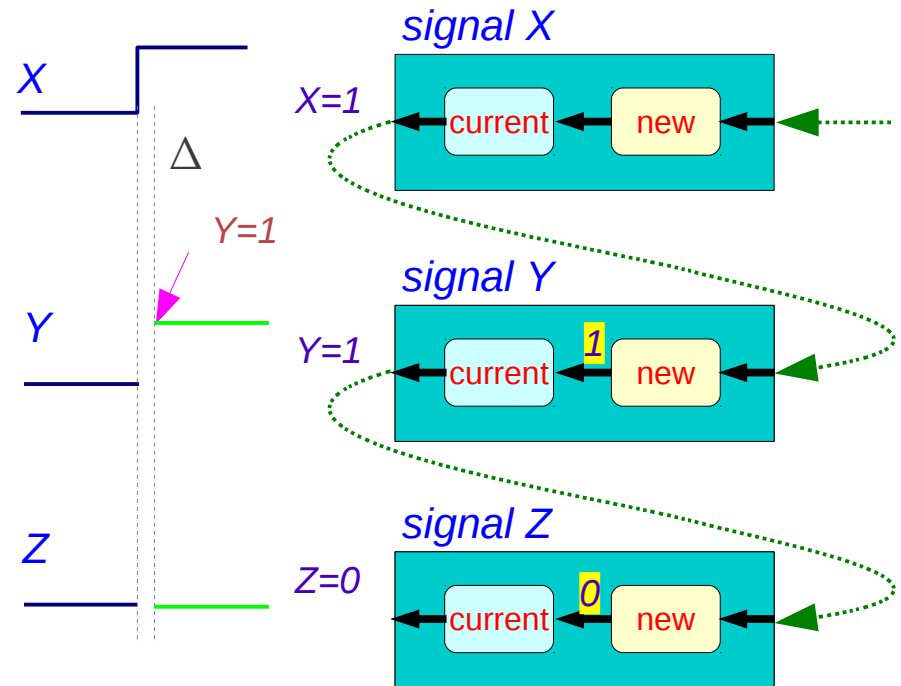 signal X
X
X=1
current
new
Δ
Y=1
signal Y
Y
Y=1
1
current
new
signal Z
Z
Z=0
0
current
new